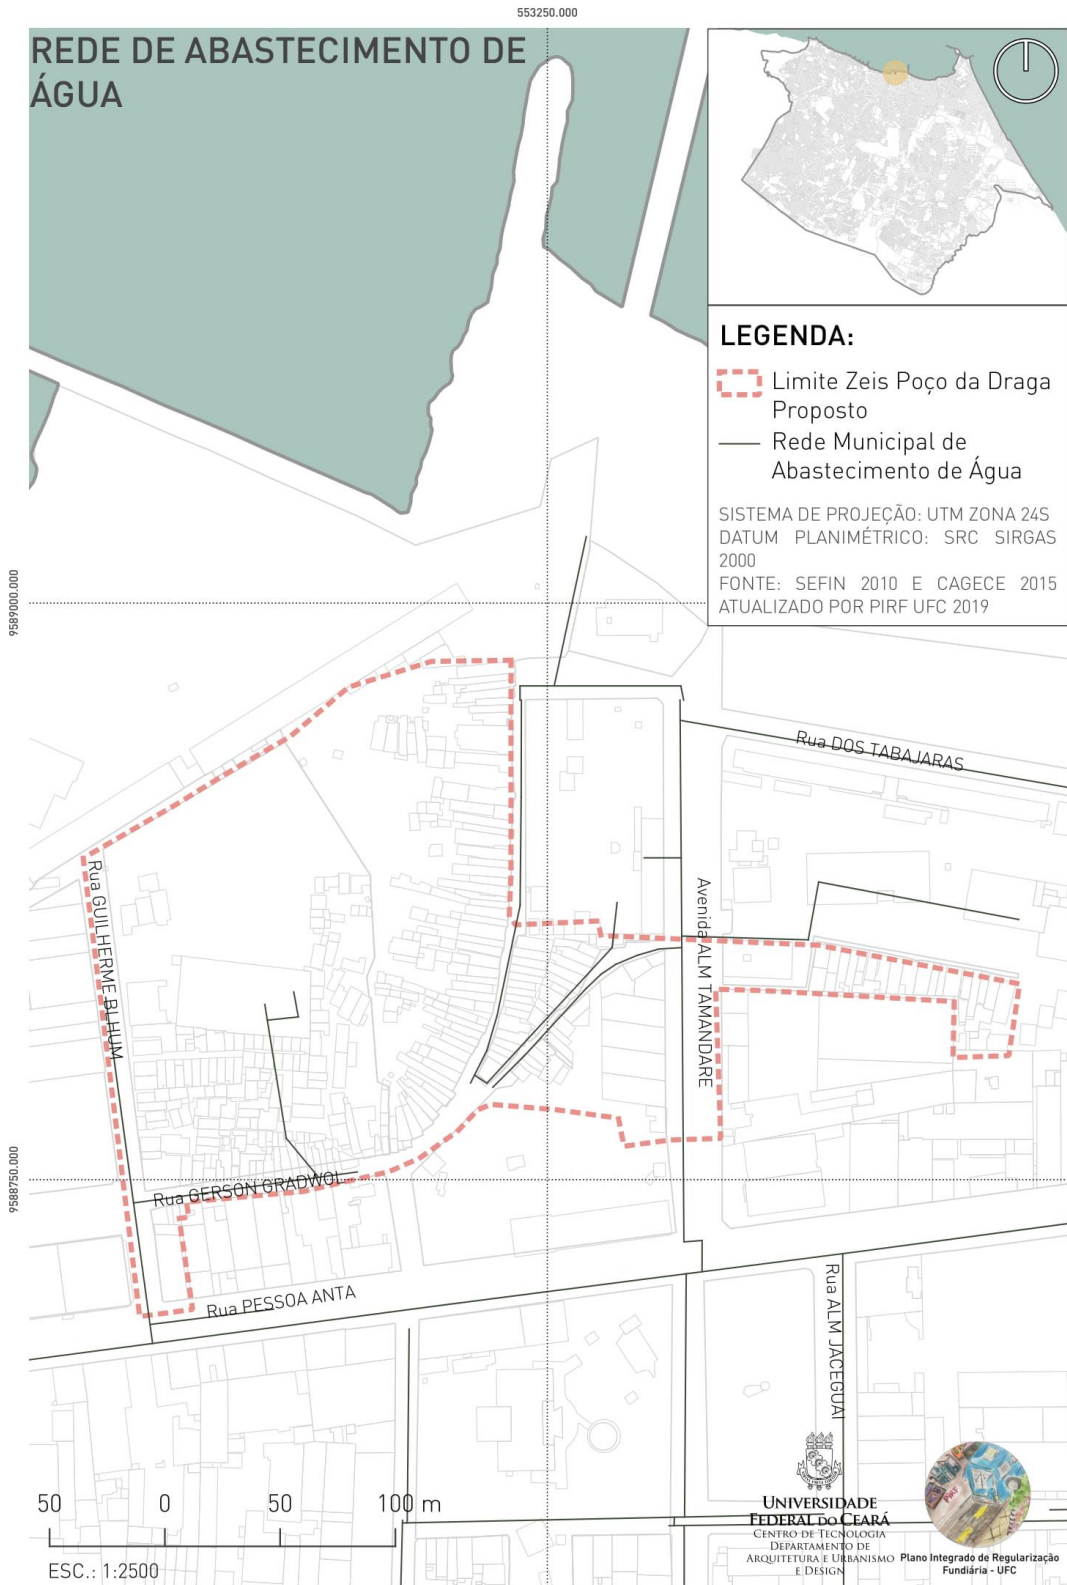 553250.000
REDE DE ABASTECIMENTO DE
ÁGUA
LEGENDA:
Limite Zeis Poço da Draga
Proposto
Rede Municipal de
Abastecimento de Água
SISTEMA DE PROJEÇÃO: UTM ZONA 24S
DATUM PLANIMÉTRICO: SRC SIRGAS
2000
FONTE: SEFIN 2010 E CAGECE 2015
ATUALIZADO POR PIRF UFC 2019
9589000.000
Rua DOS TABAJARAS
Rua GUILHERME BLHUM
Avenida ALM TAMANDARE
9588750.000
Rua GERSON GRADWOL
Rua PESSOA ANTA
Rua ALM JACEGUAI
50 0 50 100 m
ESC.: 1:2500
UNIVERSIDADE
FEDERAL DO CEARÁ
CENTRO DE TECNOLOGIA
DEPARTAMENTO DE
ARQUITETURA E URBANISMO
E DESIGN
PIRF
Plano Integrado de Regularização
Fundiária - UFC